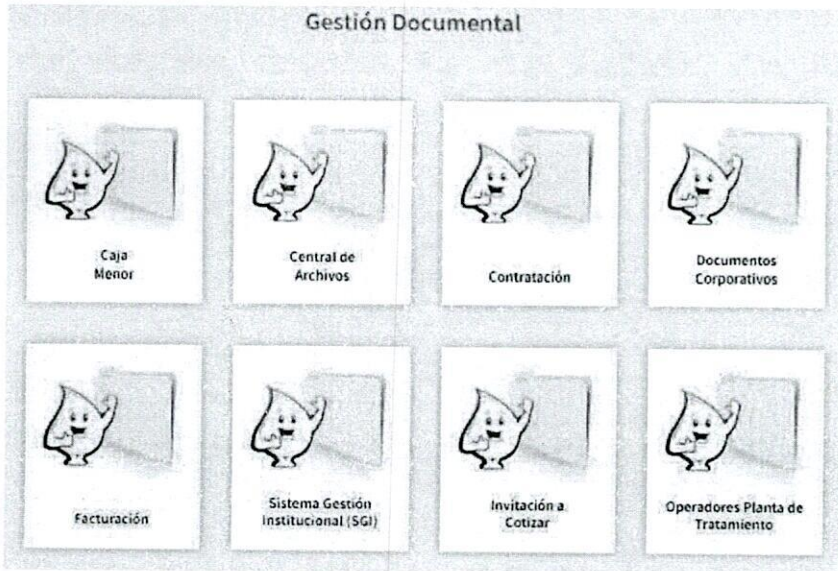 Gestión Documental
Caja
Menor
Central de
Archivos
Contratación
Documentos
Corporativos
Facturación
Sistema Gestión
Institucional (SGI)
Invitación a
Cotizar
Operadores Planta de
Tratamiento